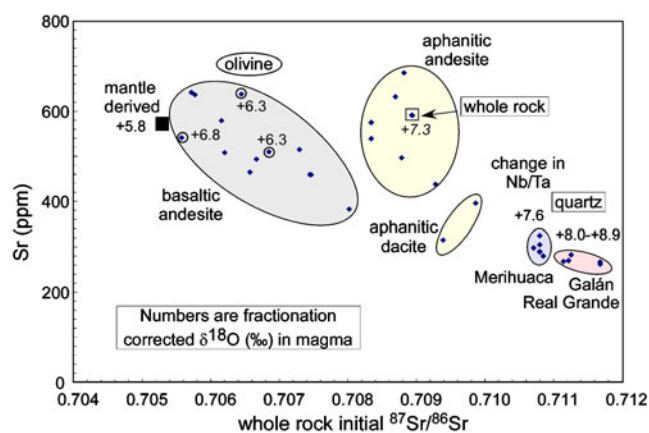 800
600
400
200
0
Sr (ppm)
0.704
0.705
0.706
0.707
0.708
0.709
0.710
0.711
0.712
whole rock initial ⁸⁷Sr/⁸⁶Sr
olivine
mantle
derived
+5.8
+6.3
+6.8
+6.3
basaltic
andesite
aphanitic
andesite
whole rock
+7.3
aphanitic
dacite
change in
Nb/Ta
+7.6
quartz
+8.0-+8.9
Merihuaca
Galán
Real Grande
Numbers are fractionation
corrected δ¹⁸O (‰) in magma